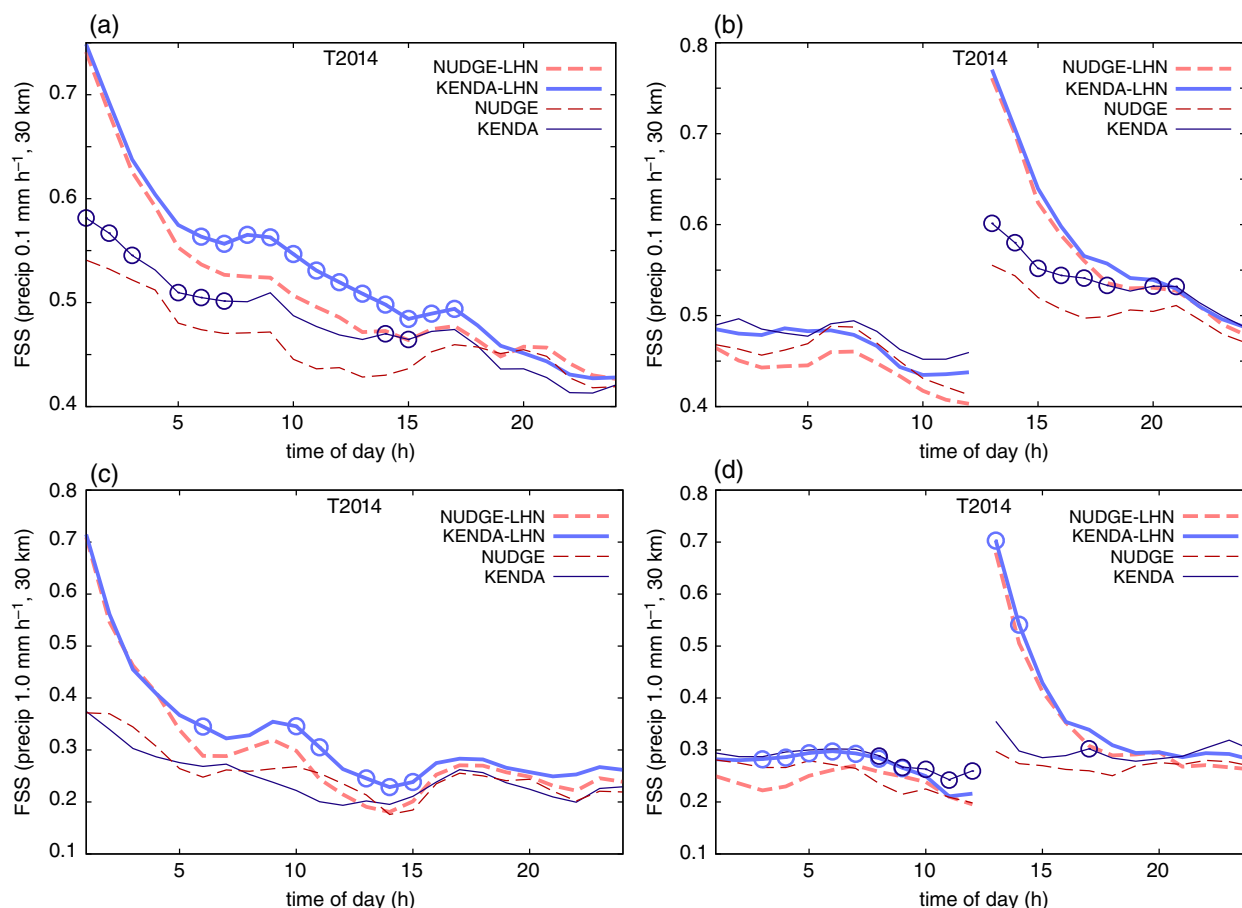 (a)
T2014
NUDGE-LHN
KENDA-LHN
NUDGE
KENDA
FSS (precip 0.1 mm h⁻¹, 30 km)
0.7
0.6
0.5
0.4
5 10 15 20
time of day (h)
(b)
T2014
NUDGE-LHN
KENDA-LHN
NUDGE
KENDA
FSS (precip 0.1 mm h⁻¹, 30 km)
0.8
0.7
0.6
0.5
0.4
5 10 15 20
time of day (h)
(c)
T2014
NUDGE-LHN
KENDA-LHN
NUDGE
KENDA
FSS (precip 1.0 mm h⁻¹, 30 km)
0.8
0.7
0.6
0.5
0.4
0.3
0.2
0.1
5 10 15 20
time of day (h)
(d)
T2014
NUDGE-LHN
KENDA-LHN
NUDGE
KENDA
FSS (precip 1.0 mm h⁻¹, 30 km)
0.8
0.7
0.6
0.5
0.4
0.3
0.2
0.1
5 10 15 20
time of day (h)